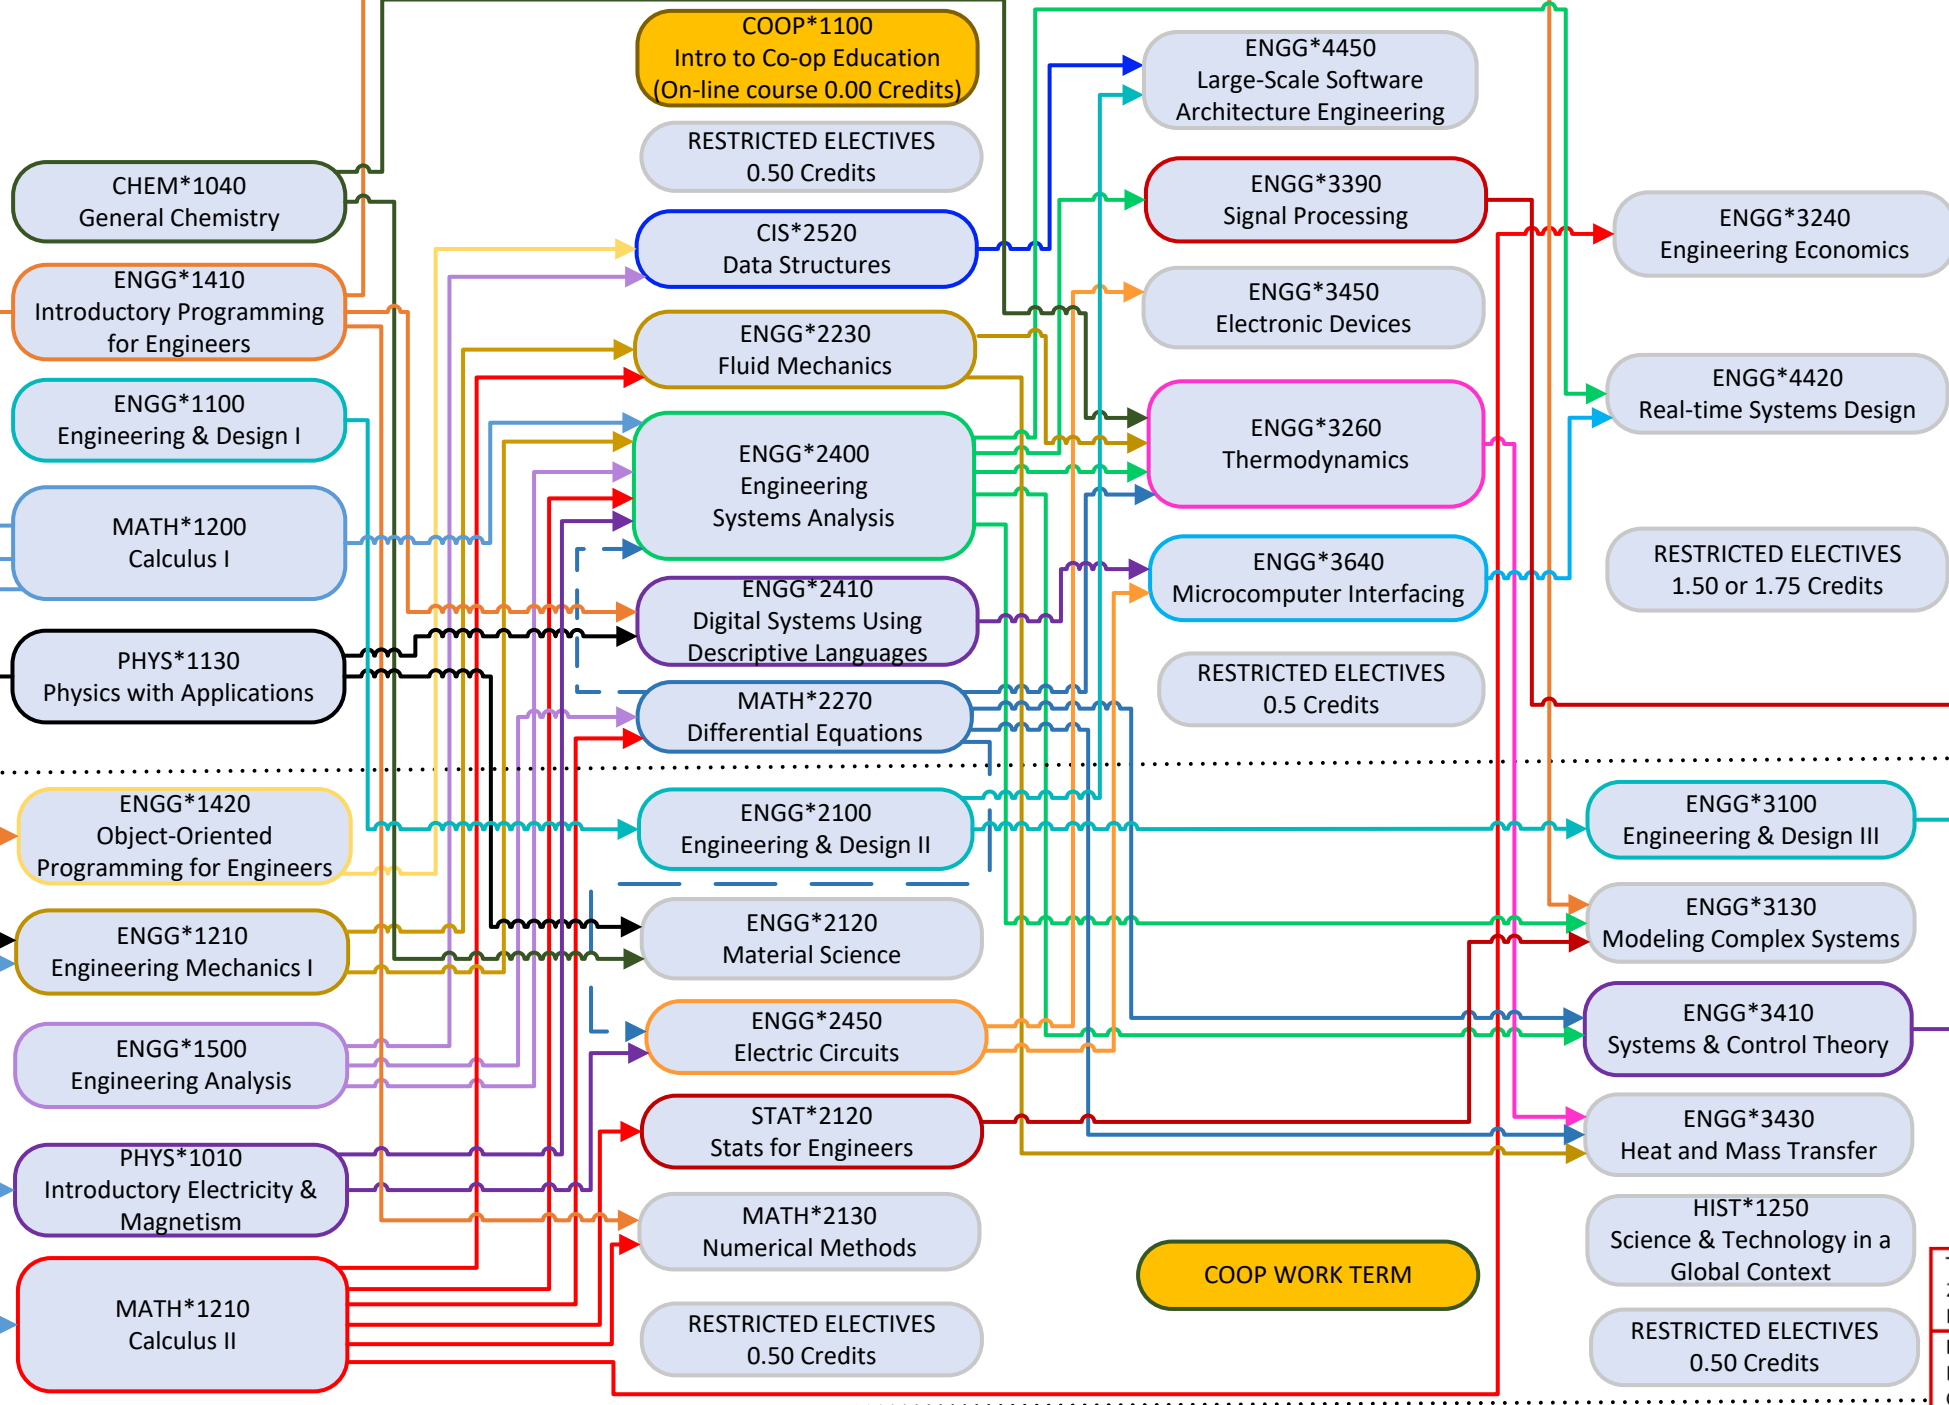 COOP*1100
Intro to Co-op Education
(On-line course 0.00 Credits)
RESTRICTED ELECTIVES
0.50 Credits
CHEM*1040
General Chemistry
ENGG*1410
Introductory Programming
for Engineers
ENGG*1100
Engineering & Design I
MATH*1200
Calculus I
PHYS*1130
Physics with Applications
CIS*2520
Data Structures
ENGG*2230
Fluid Mechanics
ENGG*2400
Engineering
Systems Analysis
ENGG*2410
Digital Systems Using
Descriptive Languages
MATH*2270
Differential Equations
ENGG*4450
Large-Scale Software
Architecture Engineering
ENGG*3390
Signal Processing
ENGG*3450
Electronic Devices
ENGG*3260
Thermodynamics
ENGG*3640
Microcomputer Interfacing
RESTRICTED ELECTIVES
0.5 Credits
ENGG*3240
Engineering Economics
ENGG*4420
Real-time Systems Design
RESTRICTED ELECTIVES
1.50 or 1.75 Credits
ENGG*1420
Object-Oriented
Programming for Engineers
ENGG*1210
Engineering Mechanics I
ENGG*1500
Engineering Analysis
PHYS*1010
Introductory Electricity &
Magnetism
MATH*1210
Calculus II
ENGG*2100
Engineering & Design II
ENGG*2120
Material Science
ENGG*2450
Electric Circuits
STAT*2120
Stats for Engineers
MATH*2130
Numerical Methods
RESTRICTED ELECTIVES
0.50 Credits
COOP WORK TERM
ENGG*3100
Engineering & Design III
ENGG*3130
Modeling Complex Systems
ENGG*3410
Systems & Control Theory
ENGG*3430
Heat and Mass Transfer
HIST*1250
Science & Technology in a
Global Context
RESTRICTED ELECTIVES
0.50 Credits